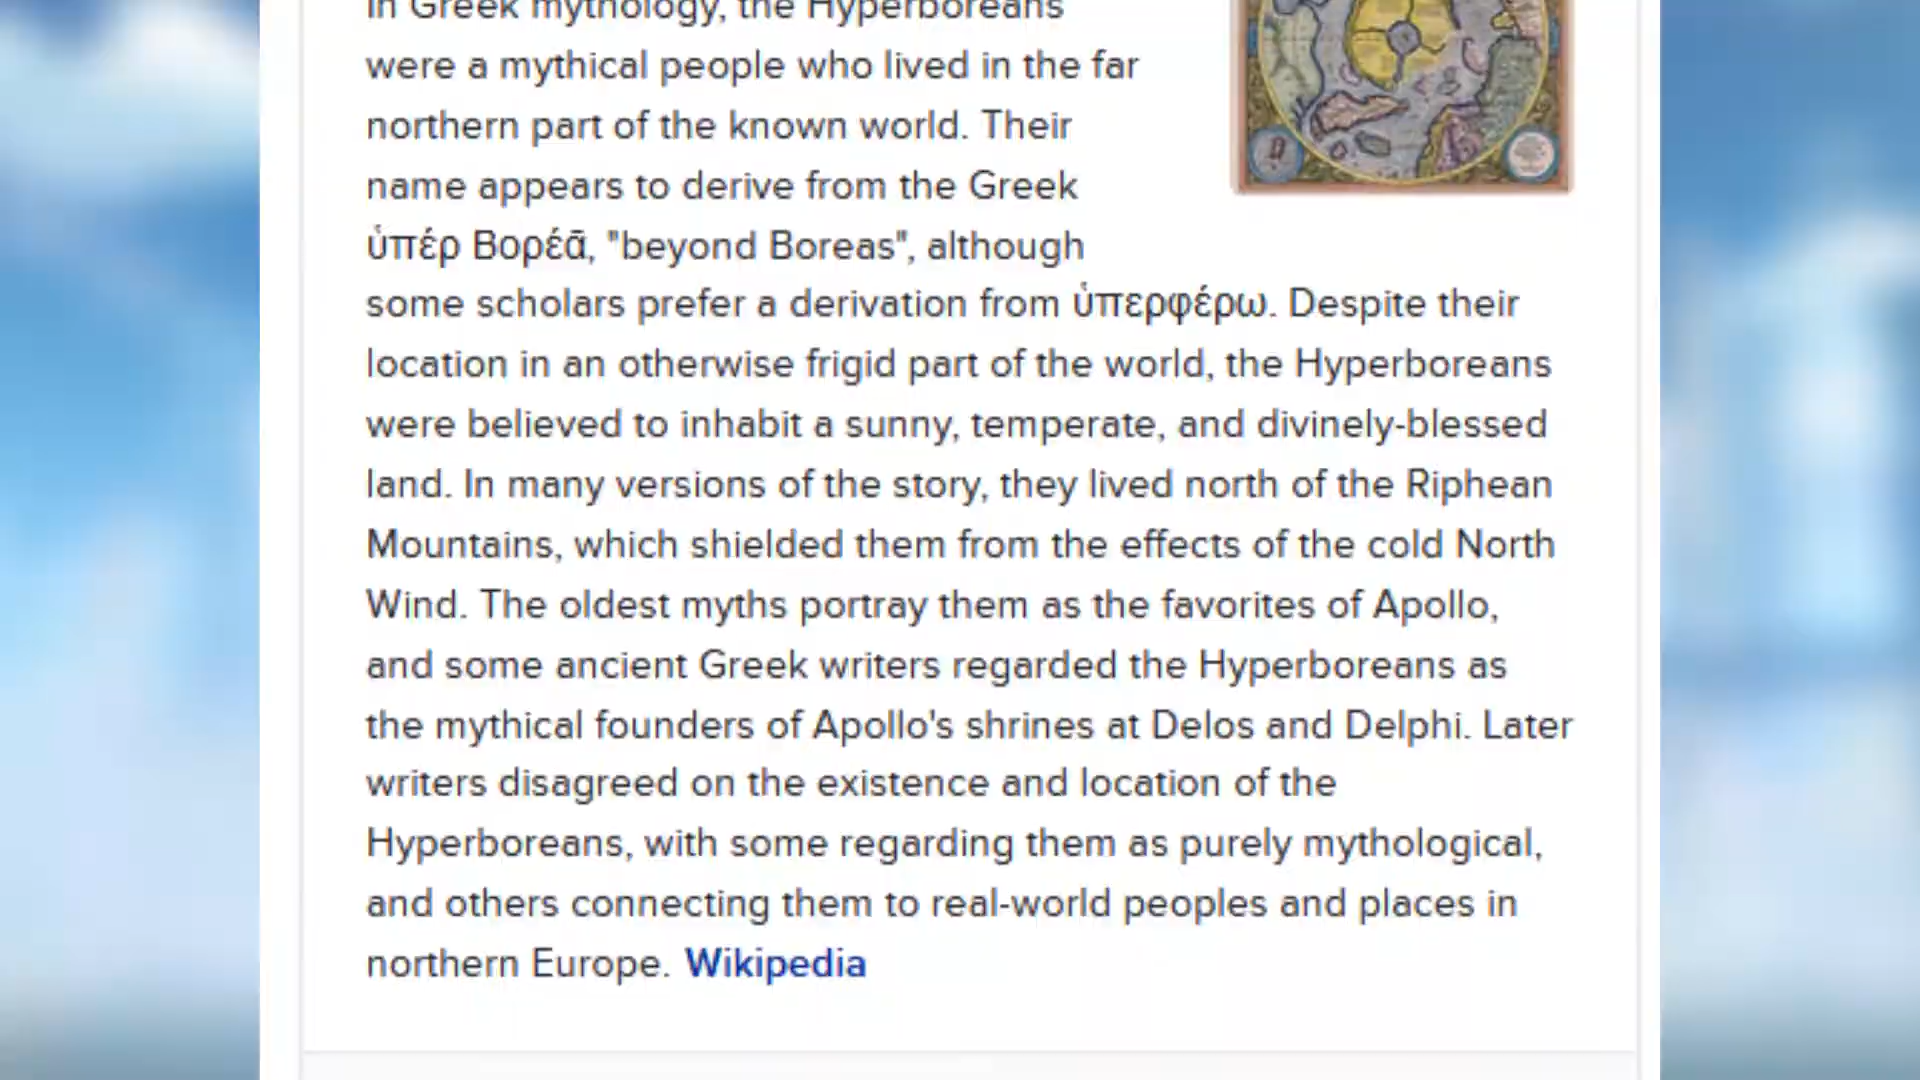 In Greek mythology, the Hyperboreans
were a mythical people who lived in the far
northern part of the known world. Their
name appears to derive from the Greek
ὑπέρ Βορέᾱ, "beyond Boreas", although
some scholars prefer a derivation from ὑπερφέρω. Despite their
location in an otherwise frigid part of the world, the Hyperboreans
were believed to inhabit a sunny, temperate, and divinely-blessed
land. In many versions of the story, they lived north of the Riphean
Mountains, which shielded them from the effects of the cold North
Wind. The oldest myths portray them as the favorites of Apollo,
and some ancient Greek writers regarded the Hyperboreans as
the mythical founders of Apollo's shrines at Delos and Delphi. Later
writers disagreed on the existence and location of the
Hyperboreans, with some regarding them as purely mythological,
and others connecting them to real-world peoples and places in
northern Europe. Wikipedia